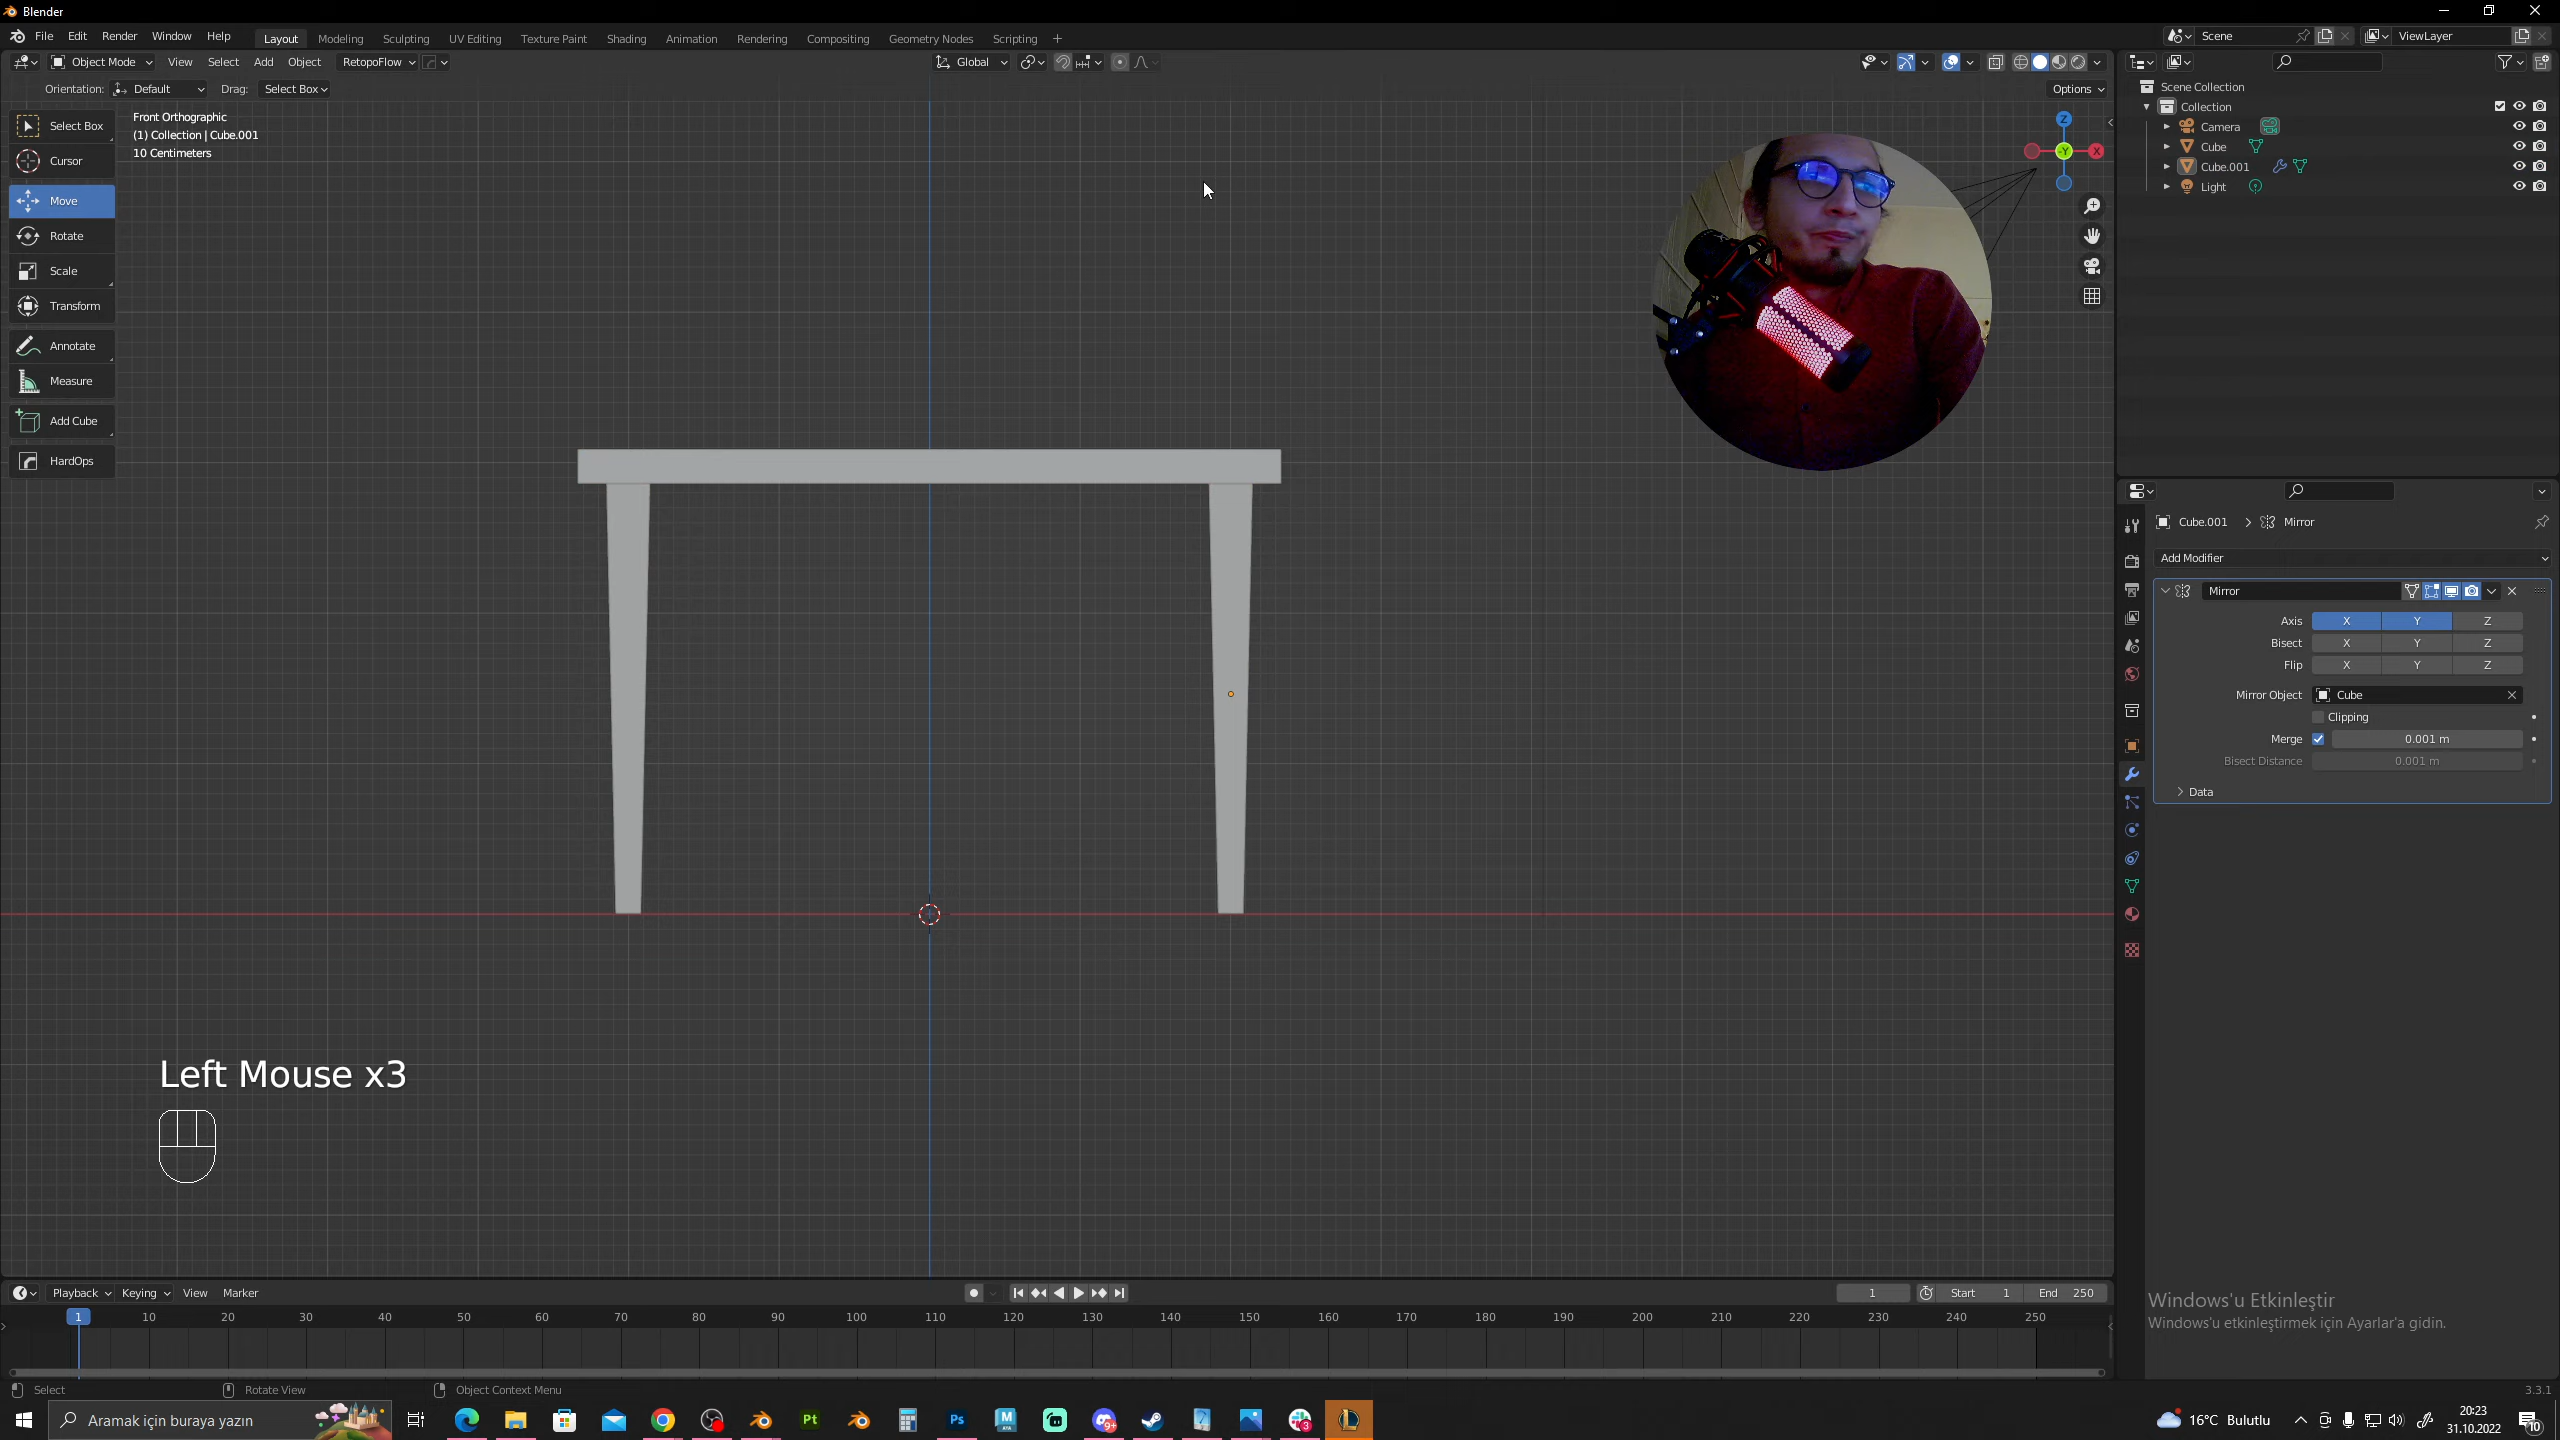 Blender
File Edit Render Window Help Layout Modeling Sculpting UV Editing Texture Paint Shading Animation Rendering Compositing Geometry Nodes Scripting + Scene ViewLayer
Object Mode View Select Add Object RetopoFlow Global
Orientation: Default Drag: Select Box Options
Select Box
Cursor
Move
Rotate
Scale
Transform
Annotate
Measure
Add Cube
HardOps
Front Orthographic
(1) Collection | Cube.001
10 Centimeters
Z
-Y
X
Scene Collection
Collection
Camera
Cube
Cube.001
Light
Cube.001 > Mirror
Add Modifier
Mirror
Axis X Y Z
Bisect X Y Z
Flip X Y Z
Mirror Object Cube
Clipping
Merge 0.001 m
Bisect Distance 0.001 m
Data
Left Mouse x3
Playback Keying View Marker 1 Start 1 End 250
1 10 20 30 40 50 60 70 80 90 100 110 120 130 140 150 160 170 180 190 200 210 220 230 240 250
Windows'u Etkinleştir
Windows'u etkinleştirmek için Ayarlar'a gidin.
Select Rotate View Object Context Menu 3.3.1
Aramak için buraya yazın Pt Ps M 9+ 3 16°C Bulutlu
20:23
31.10.2022
10